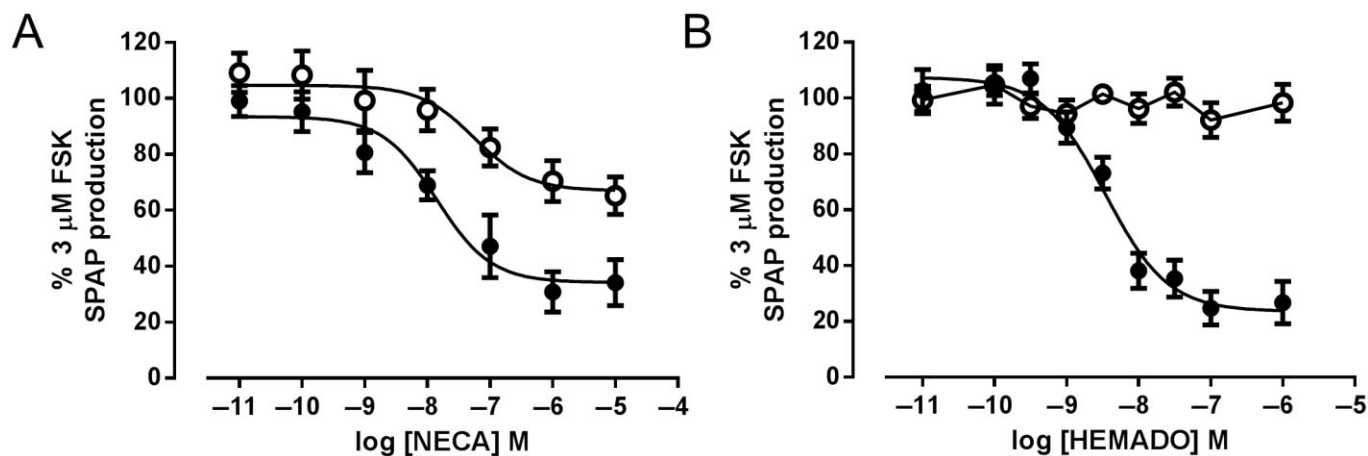 A
% 3 μM FSK
SPAP production
120
100
80
60
40
20
0
–11 –10 –9 –8 –7 –6 –5 –4
log [NECA] M
B
% 3 μM FSK
SPAP production
120
100
80
60
40
20
0
–11 –10 –9 –8 –7 –6 –5
log [HEMADO] M